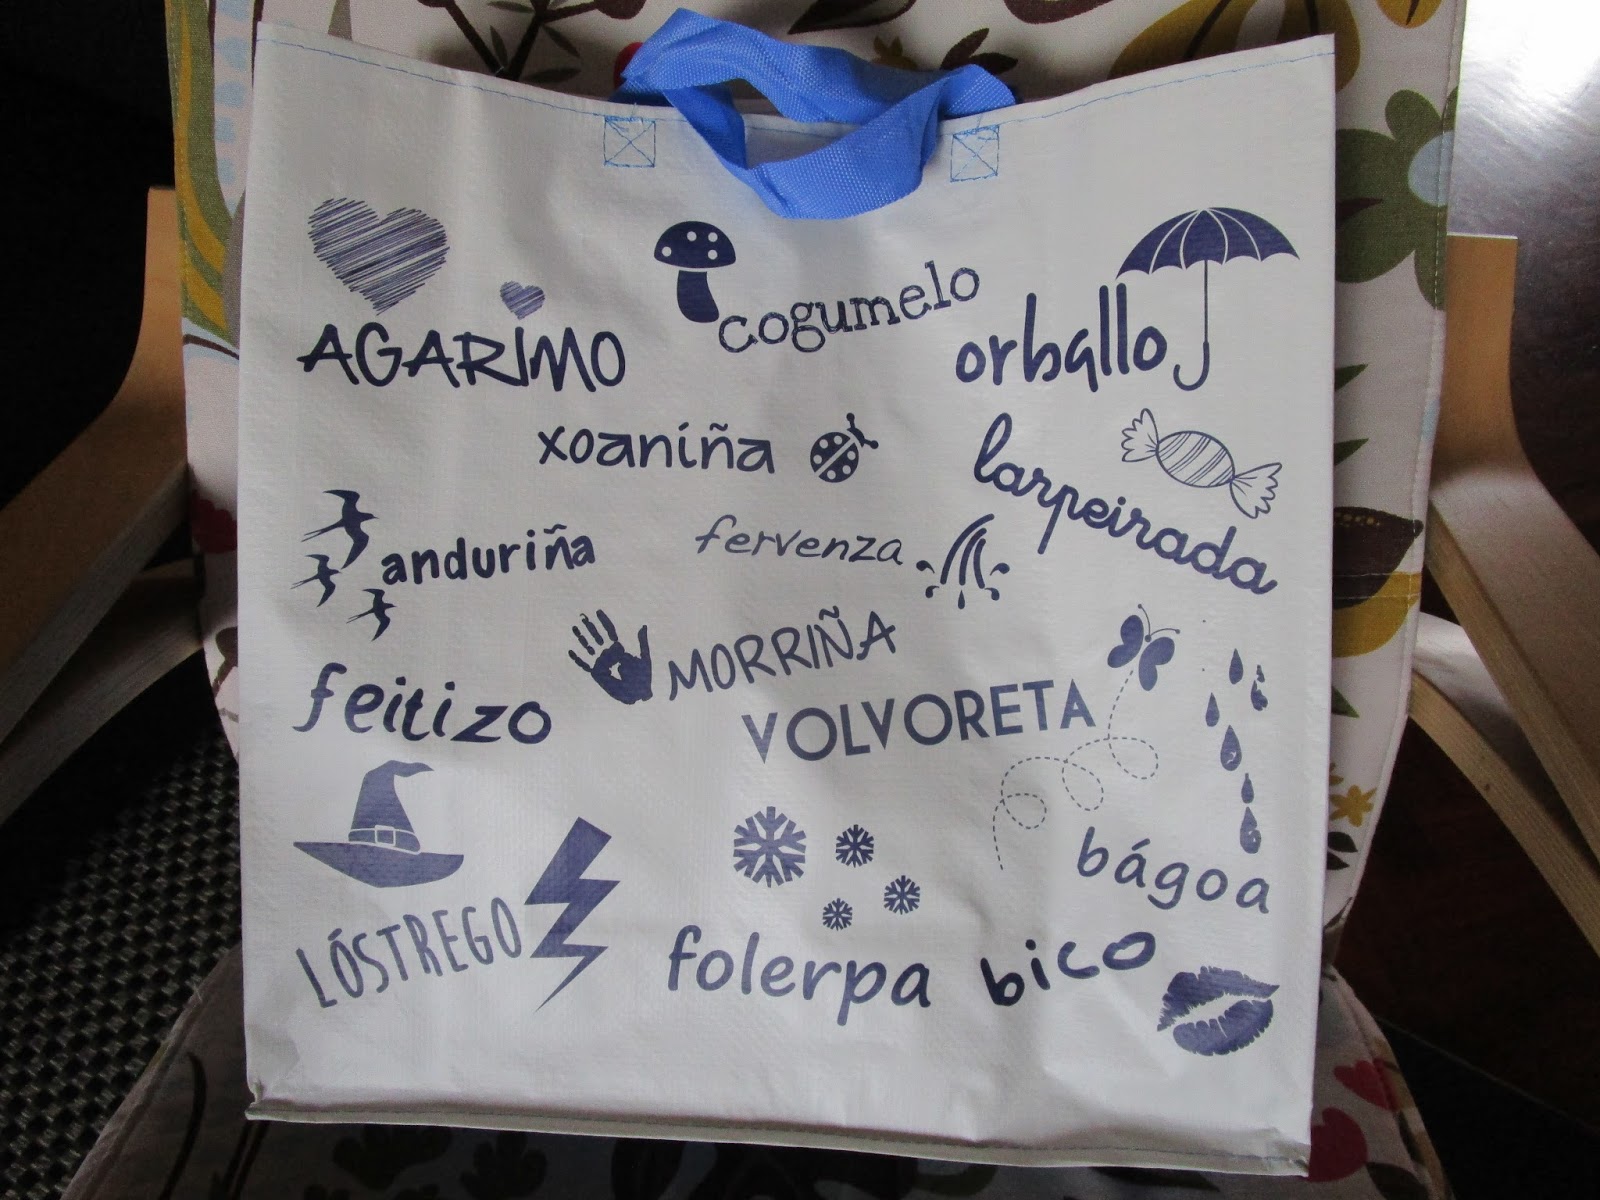 AGARIMO
cogumelo
orballo
xoaniña
larpeirada
anduriña
fervenza
MORRIÑA
feitizo
VOLVORETA
bágoa
LÓSTREGO
folerpa
bico